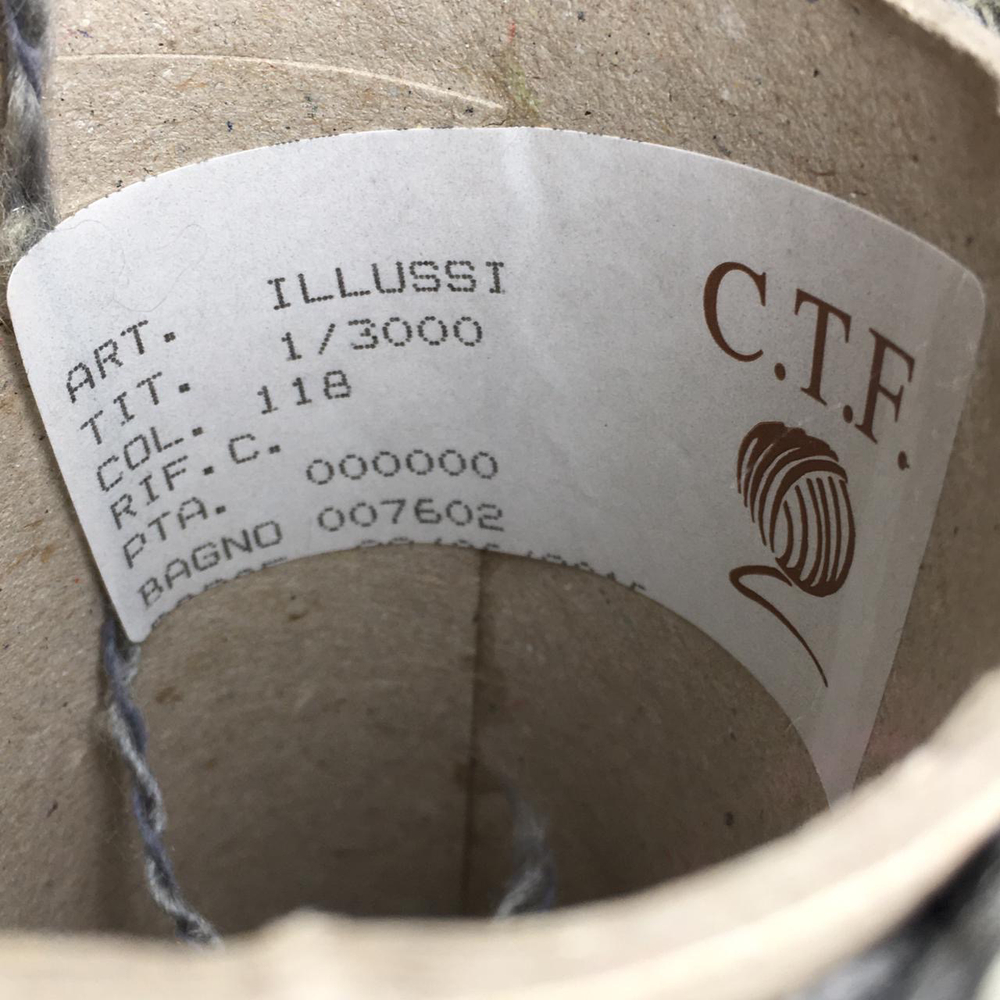 ART. ILLUSSI
TIT. 1/3000
COL. 118
RIF.C.
PTA. 000000
BAGNO 007602
C.T.F.